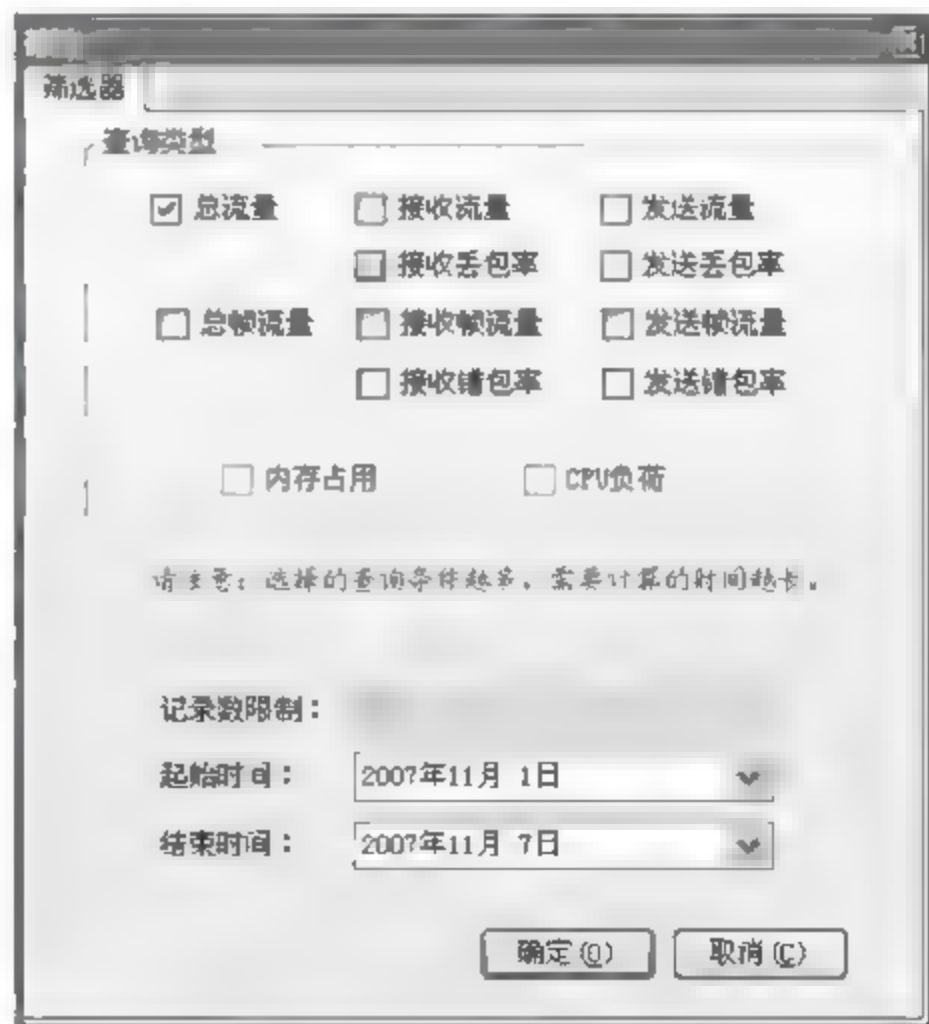 筛选器
查询类型
总流量 接收流量 发送流量
接收丢包率 发送丢包率
总帧流量 接收帧流量 发送帧流量
接收错包率 发送错包率
内存占用 CPU负荷
请注意：选择的查询条件越多，需要计算的时间越长。
记录数限制：
起始时间： 2007年11月 1日
结束时间： 2007年11月 7日
确定(O) 取消(C)